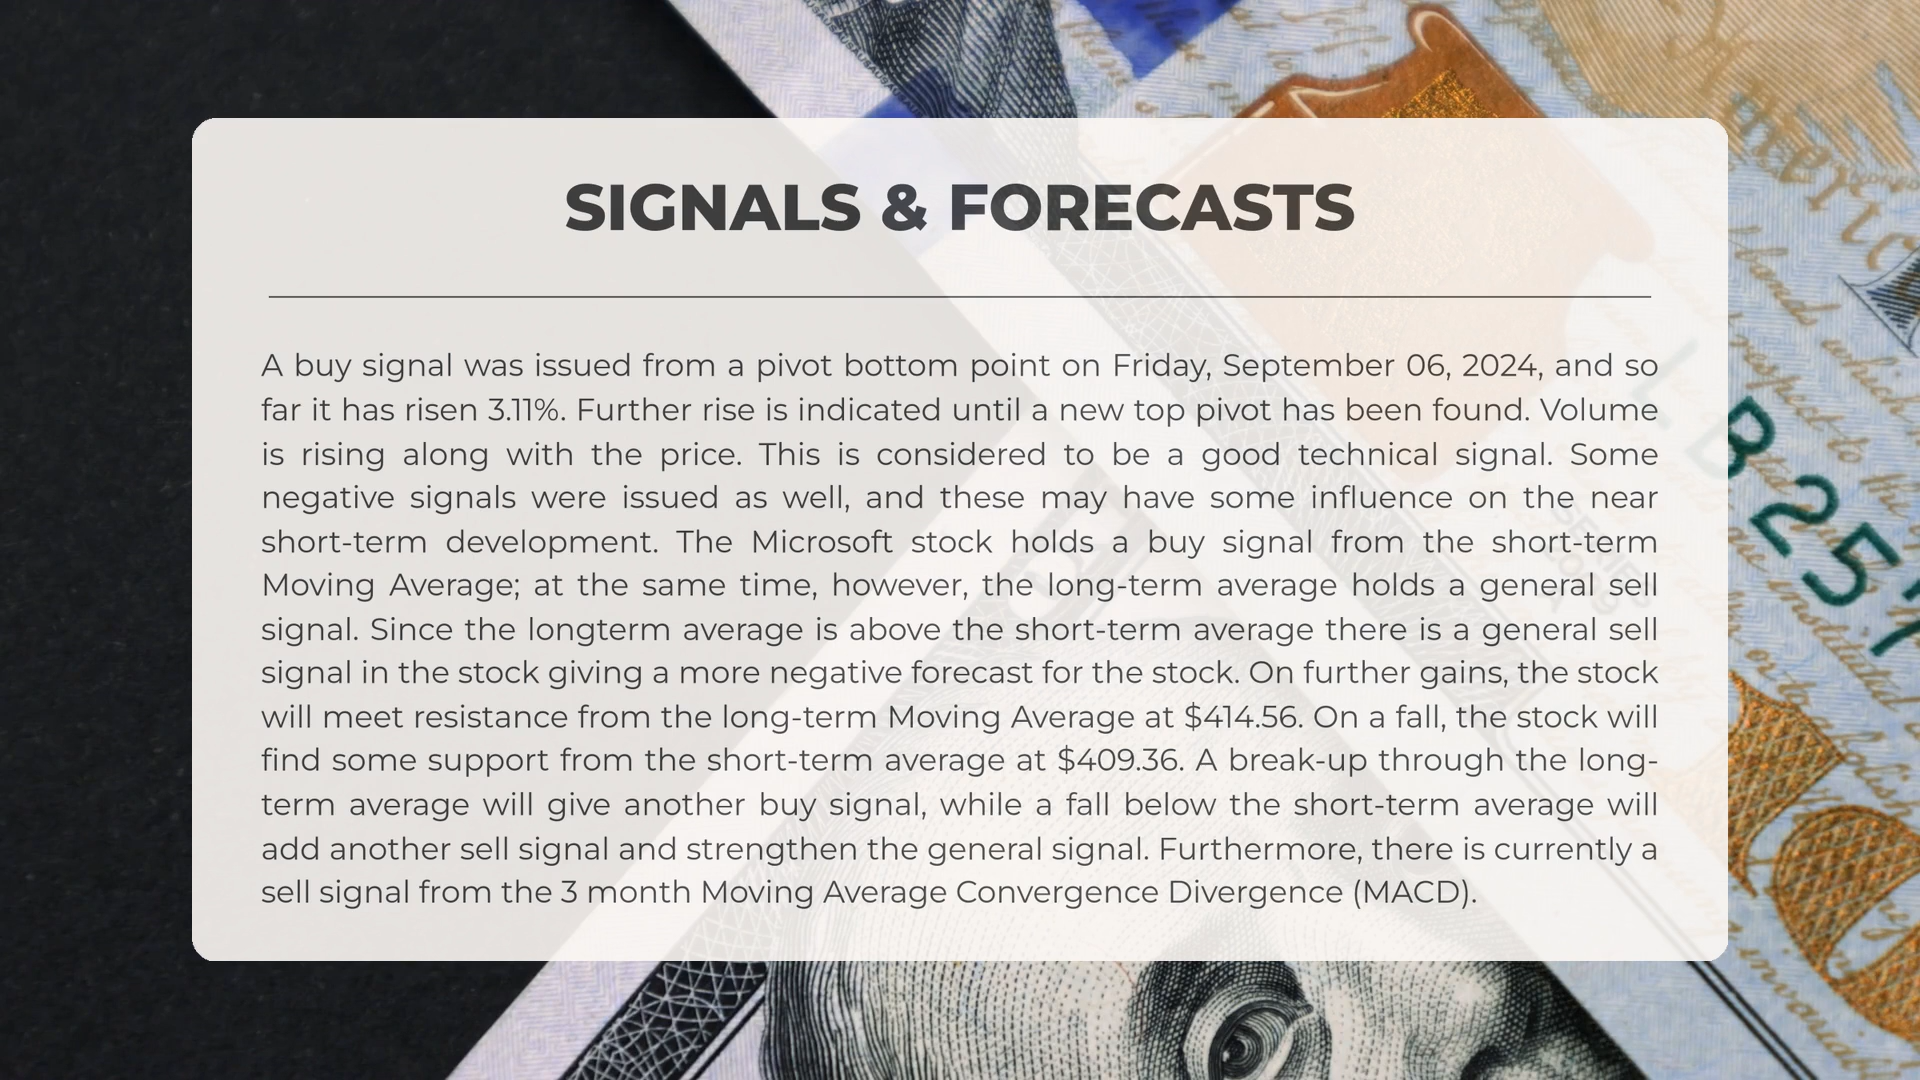 SIGNALS & FORECASTS
A buy signal was issued from a pivot bottom point on Friday, September 06, 2024, and so
far it has risen 3.11%. Further rise is indicated until a new top pivot has been found. Volume
is rising along with the price. This is considered to be a good technical signal. Some
negative signals were issued as well, and these may have some influence on the near
short-term development. The Microsoft stock holds a buy signal from the short-term
Moving Average; at the same time, however, the long-term average holds a general sell
signal. Since the longterm average is above the short-term average there is a general sell
signal in the stock giving a more negative forecast for the stock. On further gains, the stock
will meet resistance from the long-term Moving Average at $414.56. On a fall, the stock will
find some support from the short-term average at $409.36. A break-up through the long-
term average will give another buy signal, while a fall below the short-term average will
add another sell signal and strengthen the general signal. Furthermore, there is currently a
sell signal from the 3 month Moving Average Convergence Divergence (MACD).